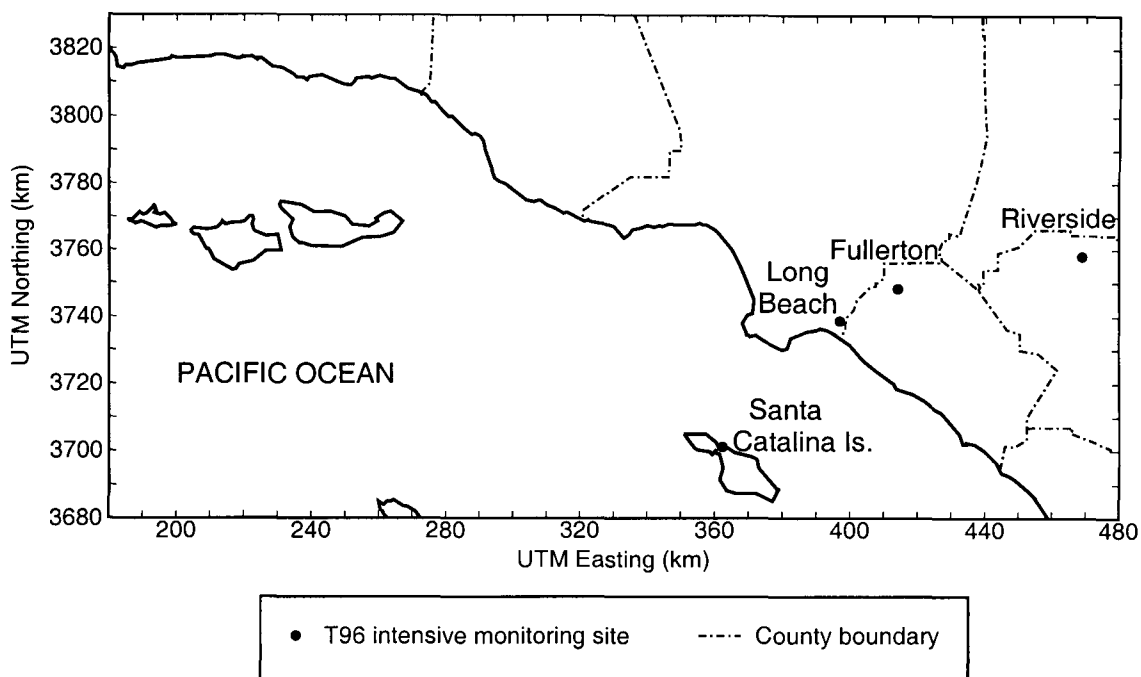 3820
3800
3780
3760
3740
3720
3700
3680
UTM Northing (km)
Riverside
Fullerton
Long
Beach
PACIFIC OCEAN
Santa
Catalina Is.
200
240
280
320
360
400
440
480
UTM Easting (km)
T96 intensive monitoring site
County boundary